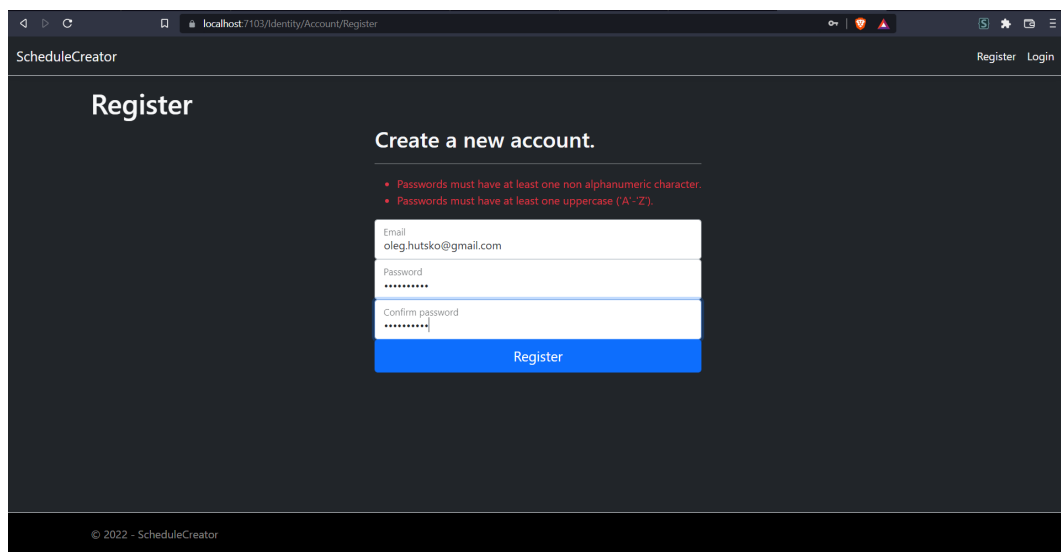 localhost:7103/Identity/Account/Register
ScheduleCreator Register Login
Register
Create a new account.
• Passwords must have at least one non alphanumeric character.
• Passwords must have at least one uppercase ('A'-'Z').
Email
oleg.hutsko@gmail.com
Password
••••••••••
Confirm password
••••••••••
Register
© 2022 - ScheduleCreator